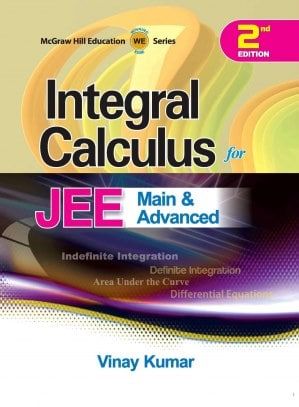 McGraw Hill Education WE Series
2nd
EDITION
Integral
Calculus for
JEE Main &
Advanced
Indefinite Integration
Definite Integration
Area Under the Curve
Differential Equations
Vinay Kumar